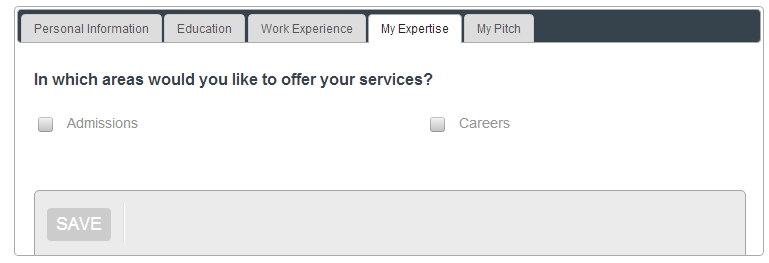 Personal Information Education Work Experience My Expertise My Pitch
In which areas would you like to offer your services?
Admissions Careers
SAVE